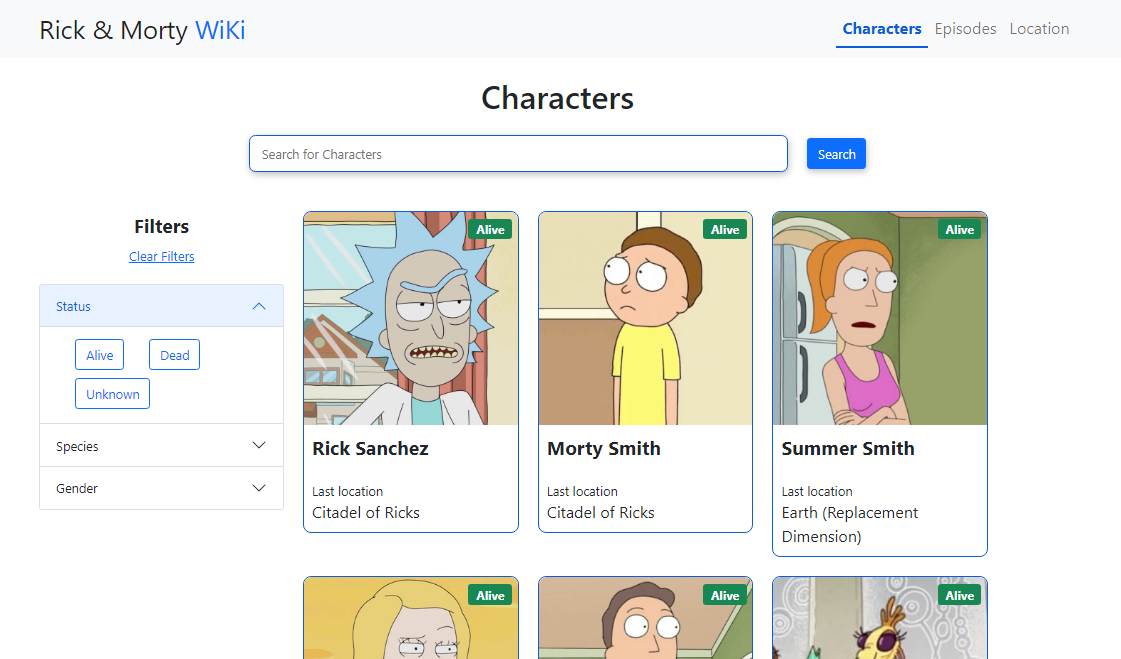 Rick & Morty WiKi
Characters Episodes Location
Characters
Search for Characters
Search
Filters
Clear Filters
Status
Alive Dead
Unknown
Species
Gender
Alive
Rick Sanchez
Last location
Citadel of Ricks
Alive
Morty Smith
Last location
Citadel of Ricks
Alive
Summer Smith
Last location
Earth (Replacement
Dimension)
Alive
Alive
Alive